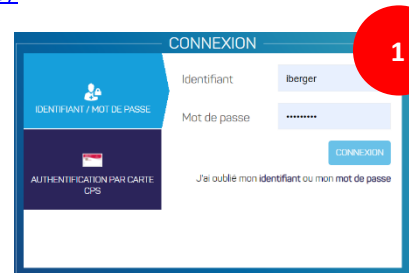 CONNEXION
1
Identifiant
iberger
IDENTIFIANT / MOT DE PASSE
Mot de passe
•••••••••
CONNEXION
AUTHENTIFICATION PAR CARTE
CPS
J'ai oublié mon identifiant ou mon mot de passe